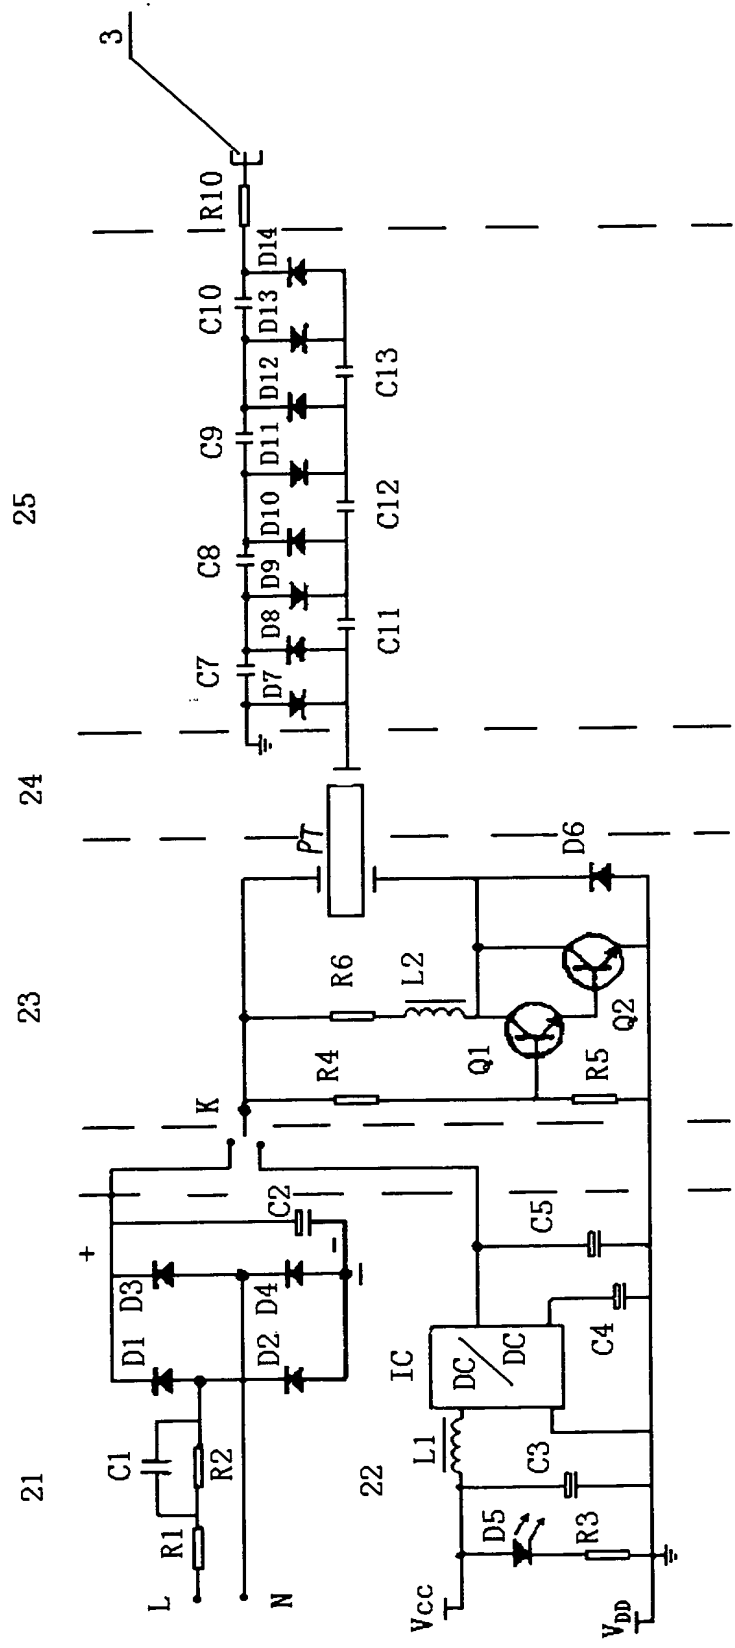 21
22
23
24
25
3
L
N
R1
C1
R2
D1
D2
D3
D4
+
−
C2
K
Vcc
VDD
D5
R3
L1
C3
IC
DC
DC
C4
C5
R4
R5
R6
L2
Q1
Q2
D6
PT
C7
C8
C9
C10
D7
D8
D9
D10
D11
D12
D13
D14
C11
C12
C13
R10